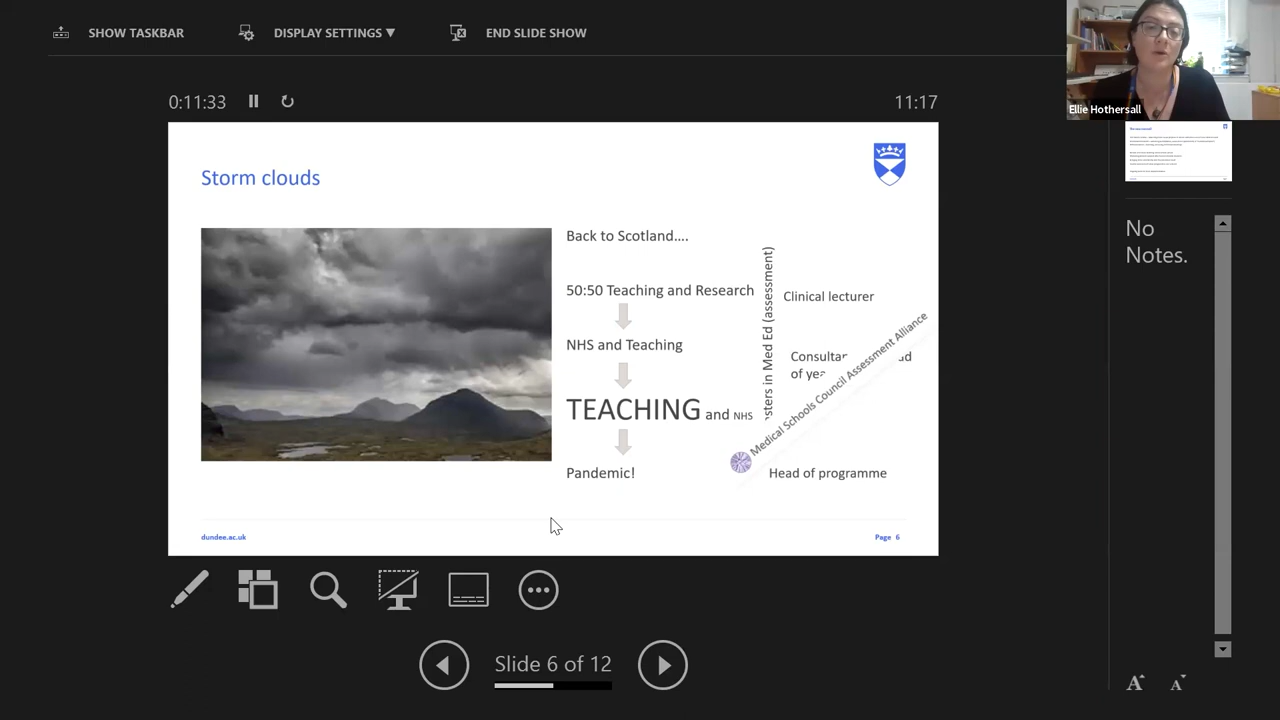 SHOW TASKBAR
DISPLAY SETTINGS ▼
END SLIDE SHOW
Ellie Hothersall
0:11:33
11:17
Storm clouds
Back to Scotland....
50:50 Teaching and Research
NHS and Teaching
TEACHING and NHS
Pandemic!
sters in Med Ed (assessment)
Clinical lecturer
of yea
Medical Schools Council Assessment Alliance
Head of programme
dundee.ac.uk
Page 6
No
Notes.
Slide 6 of 12
A
A